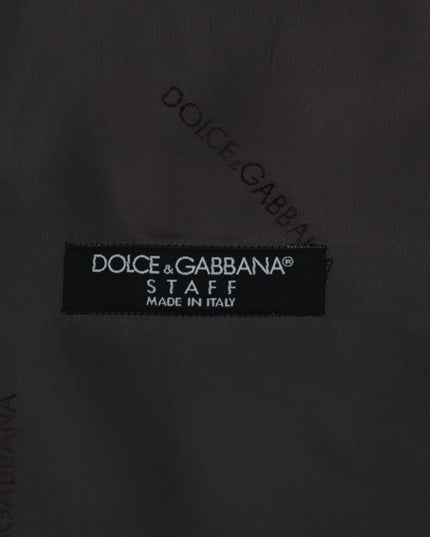 DOLCE & GABBANA
DOLCE & GABBANA®
STAFF
MADE IN ITALY
GABBANA